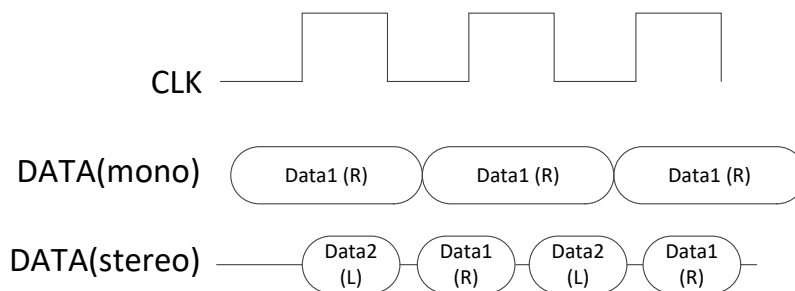 CLK
DATA(mono)
Data1 (R)
Data1 (R)
Data1 (R)
DATA(stereo)
Data2
(L)
Data1
(R)
Data2
(L)
Data1
(R)